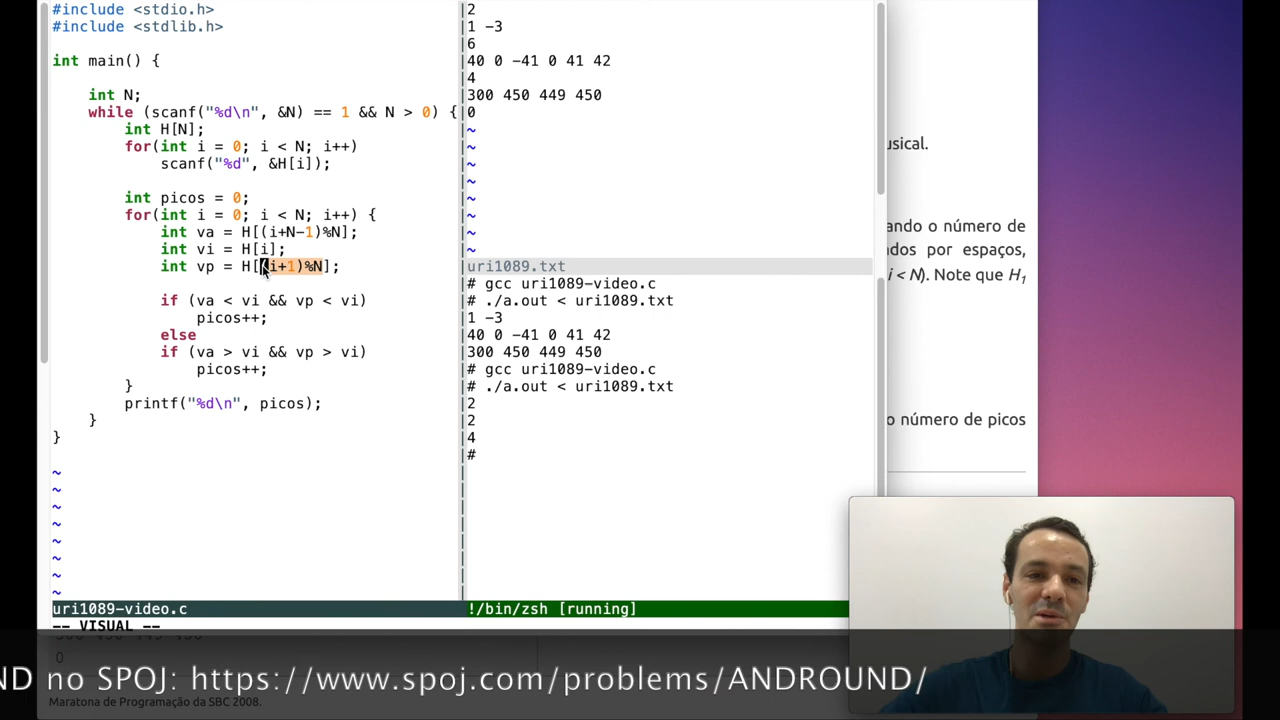 #include <stdio.h>
#include <stdlib.h>
int main() {
int N;
while (scanf("%d\n", &N) == 1 && N > 0) {
int H[N];
for(int i = 0; i < N; i++)
scanf("%d", &H[i]);
int picos = 0;
for(int i = 0; i < N; i++) {
int va = H[(i+N-1)%N];
int vi = H[i];
int vp = H[(i+1)%N];
if (va < vi && vp < vi)
picos++;
else
if (va > vi && vp > vi)
picos++;
}
printf("%d\n", picos);
}
}
~
~
~
~
~
~
~
~
uri1089-video.c
-- VISUAL --
2
1 -3
6
40 0 -41 0 41 42
4
300 450 449 450
0
~
~
~
~
~
~
~
~
uri1089.txt
# gcc uri1089-video.c
# ./a.out < uri1089.txt
1 -3
40 0 -41 0 41 42
300 450 449 450
# gcc uri1089-video.c
# ./a.out < uri1089.txt
2
2
4
#
!/bin/zsh [running]
usical.
ando o número de
dos por espaços,
i < N). Note que H1
o número de picos
0
ND no SPOJ: https://www.spoj.com/problems/ANDROUND/
Maratona de Programação da SBC 2008.